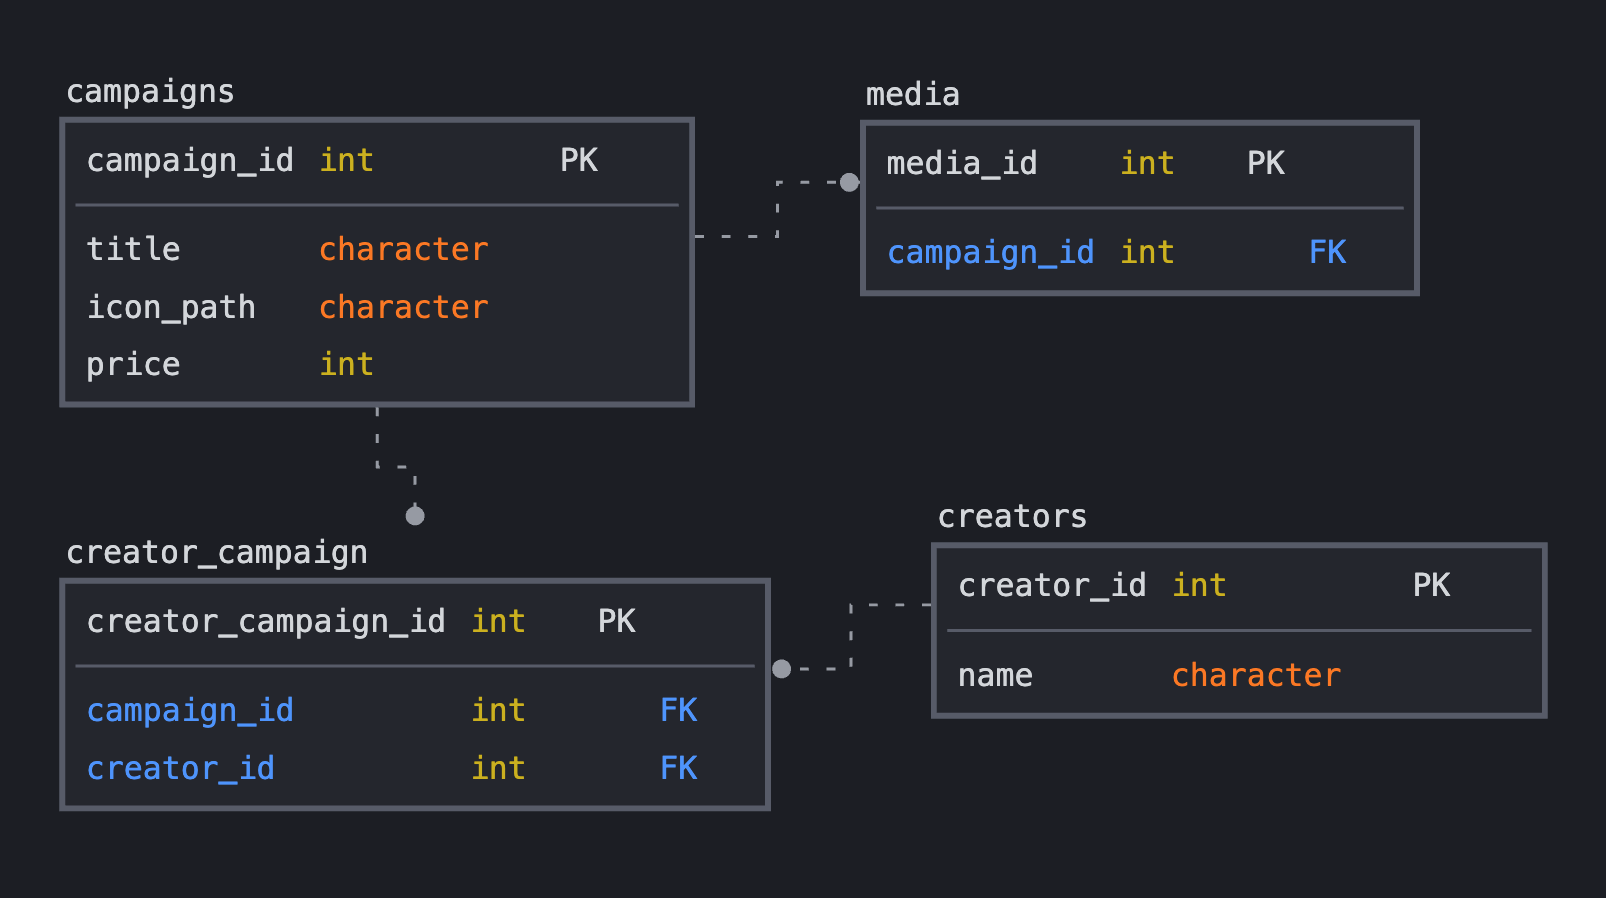 campaigns
campaign_id int PK
title character
icon_path character
price int
media
media_id int PK
campaign_id int FK
creator_campaign
creator_campaign_id int PK
campaign_id int FK
creator_id int FK
creators
creator_id int PK
name character